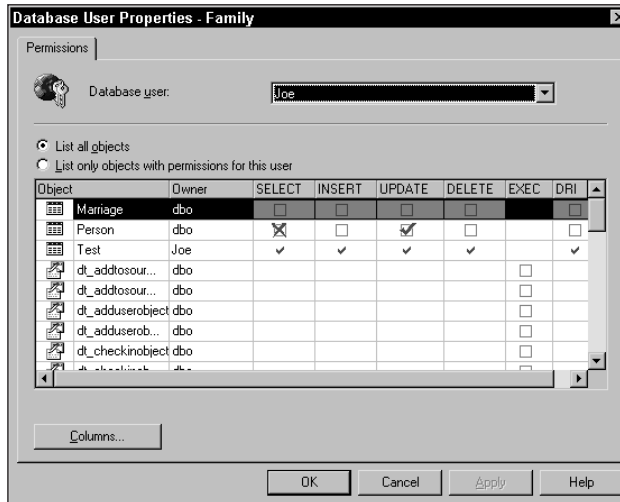 Database User Properties - Family
Permissions
Database user: Joe
List all objects
List only objects with permissions for this user
Object Owner SELECT INSERT UPDATE DELETE EXEC DRI
Marriage dbo
Person dbo
Test Joe
dt_addtosour... dbo
dt_addtosour... dbo
dt_adduserobject dbo
dt_adduserob... dbo
dt_checkinobject dbo
Columns...
OK Cancel Apply Help